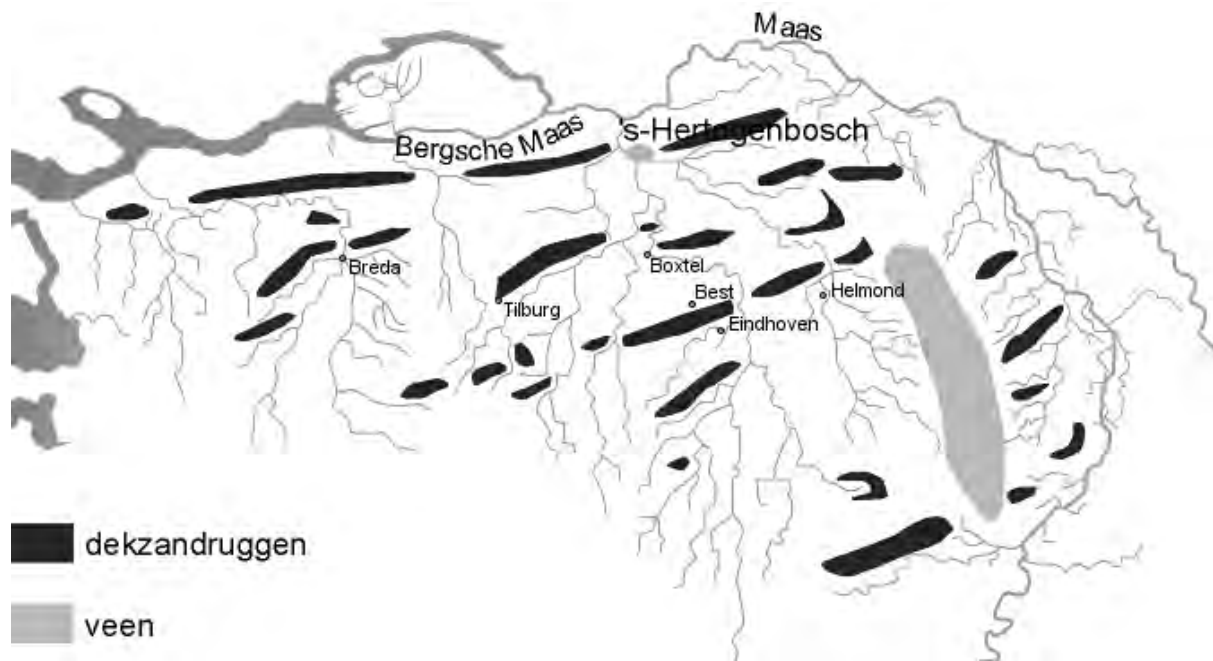 Maas
's-Hertogenbosch
Bergsche Maas
Breda
Boxtel
Tilburg
Best
Helmond
Eindhoven
dekzandruggen
veen